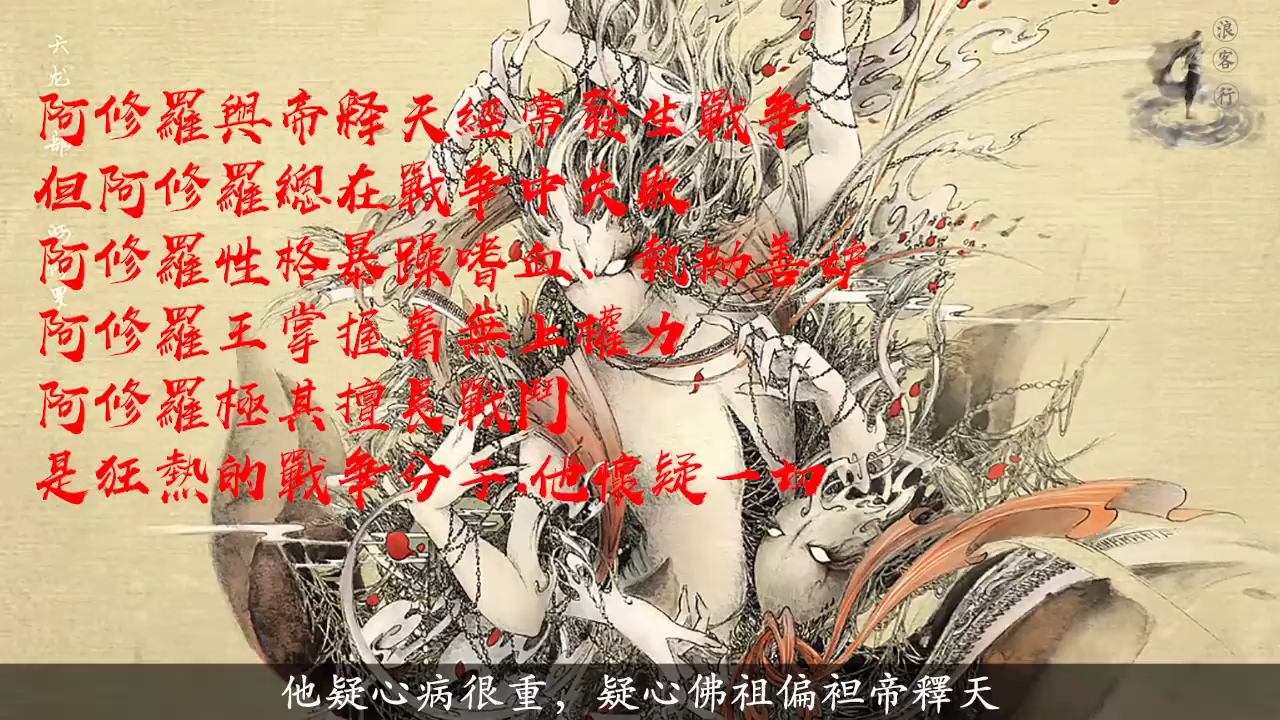 阿修羅與帝釋天經常發生戰爭
但阿修羅總在戰爭中失敗
阿修羅性格暴躁嗜血、執拗善妒
阿修羅王掌握着無上權力
阿修羅極其擅長戰鬥
是狂熱的戰爭分子,他懷疑一切
浪客行
他疑心病很重，疑心佛祖偏袒帝釋天